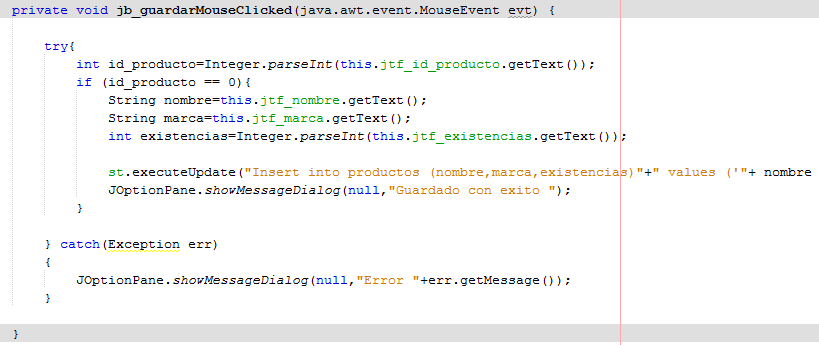 private void jb_guardarMouseClicked(java.awt.event.MouseEvent evt) {
try{
int id_producto=Integer.parseInt(this.jtf_id_producto.getText());
if (id_producto == 0){
String nombre=this.jtf_nombre.getText();
String marca=this.jtf_marca.getText();
int existencias=Integer.parseInt(this.jtf_existencias.getText());
st.executeUpdate("Insert into productos (nombre,marca,existencias)"+" values ('"+ nombre
JOptionPane.showMessageDialog(null,"Guardado con exito ");
}
} catch(Exception err)
{
JOptionPane.showMessageDialog(null,"Error "+err.getMessage());
}
}